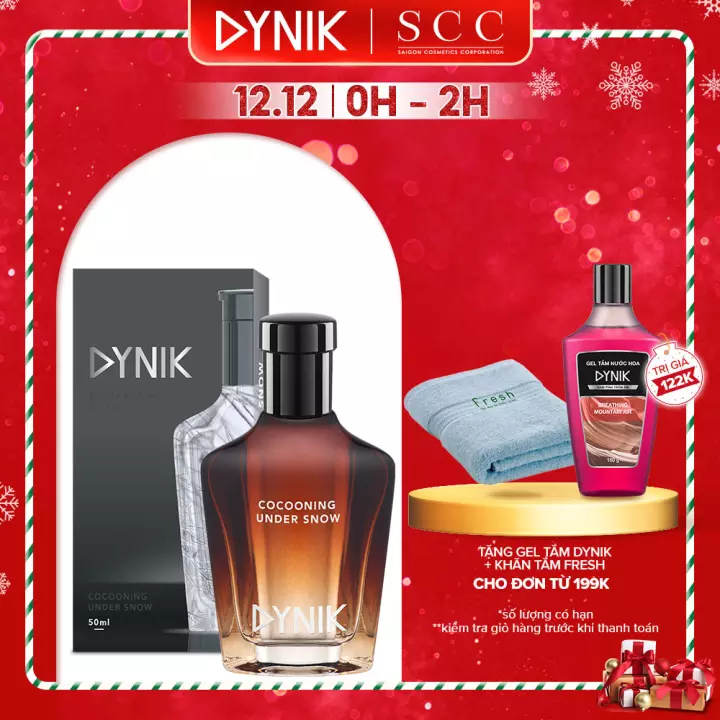 DYNIK | SCC
SAIGON COSMETICS CORPORATION
12.12 | 0H - 2H
DYNIK
SNOW
COCOONING
UNDER SNOW
50ml
COCOONING
UNDER SNOW
DYNIK
Fresh
GEL TẮM NƯỚC HOA
DYNIK
BREATHING
MOUNTAIN AIR
180 g
TRỊ GIÁ
122K
TẶNG GEL TẮM DYNIK
+ KHĂN TẮM FRESH
CHO ĐƠN TỪ 199K
*số lượng có hạn
**kiểm tra giỏ hàng trước khi thanh toán